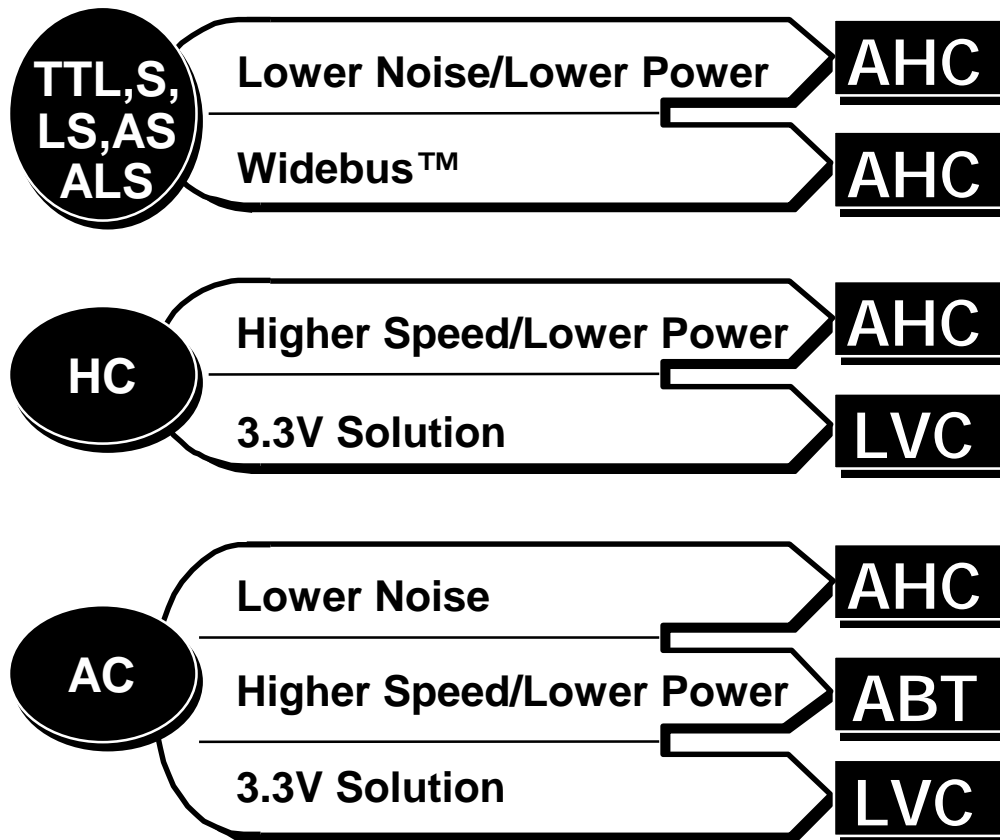 TTL,S,
LS,AS
ALS
Lower Noise/Lower Power
AHC
Widebus™
AHC
HC
Higher Speed/Lower Power
AHC
3.3V Solution
LVC
AC
Lower Noise
AHC
Higher Speed/Lower Power
ABT
3.3V Solution
LVC